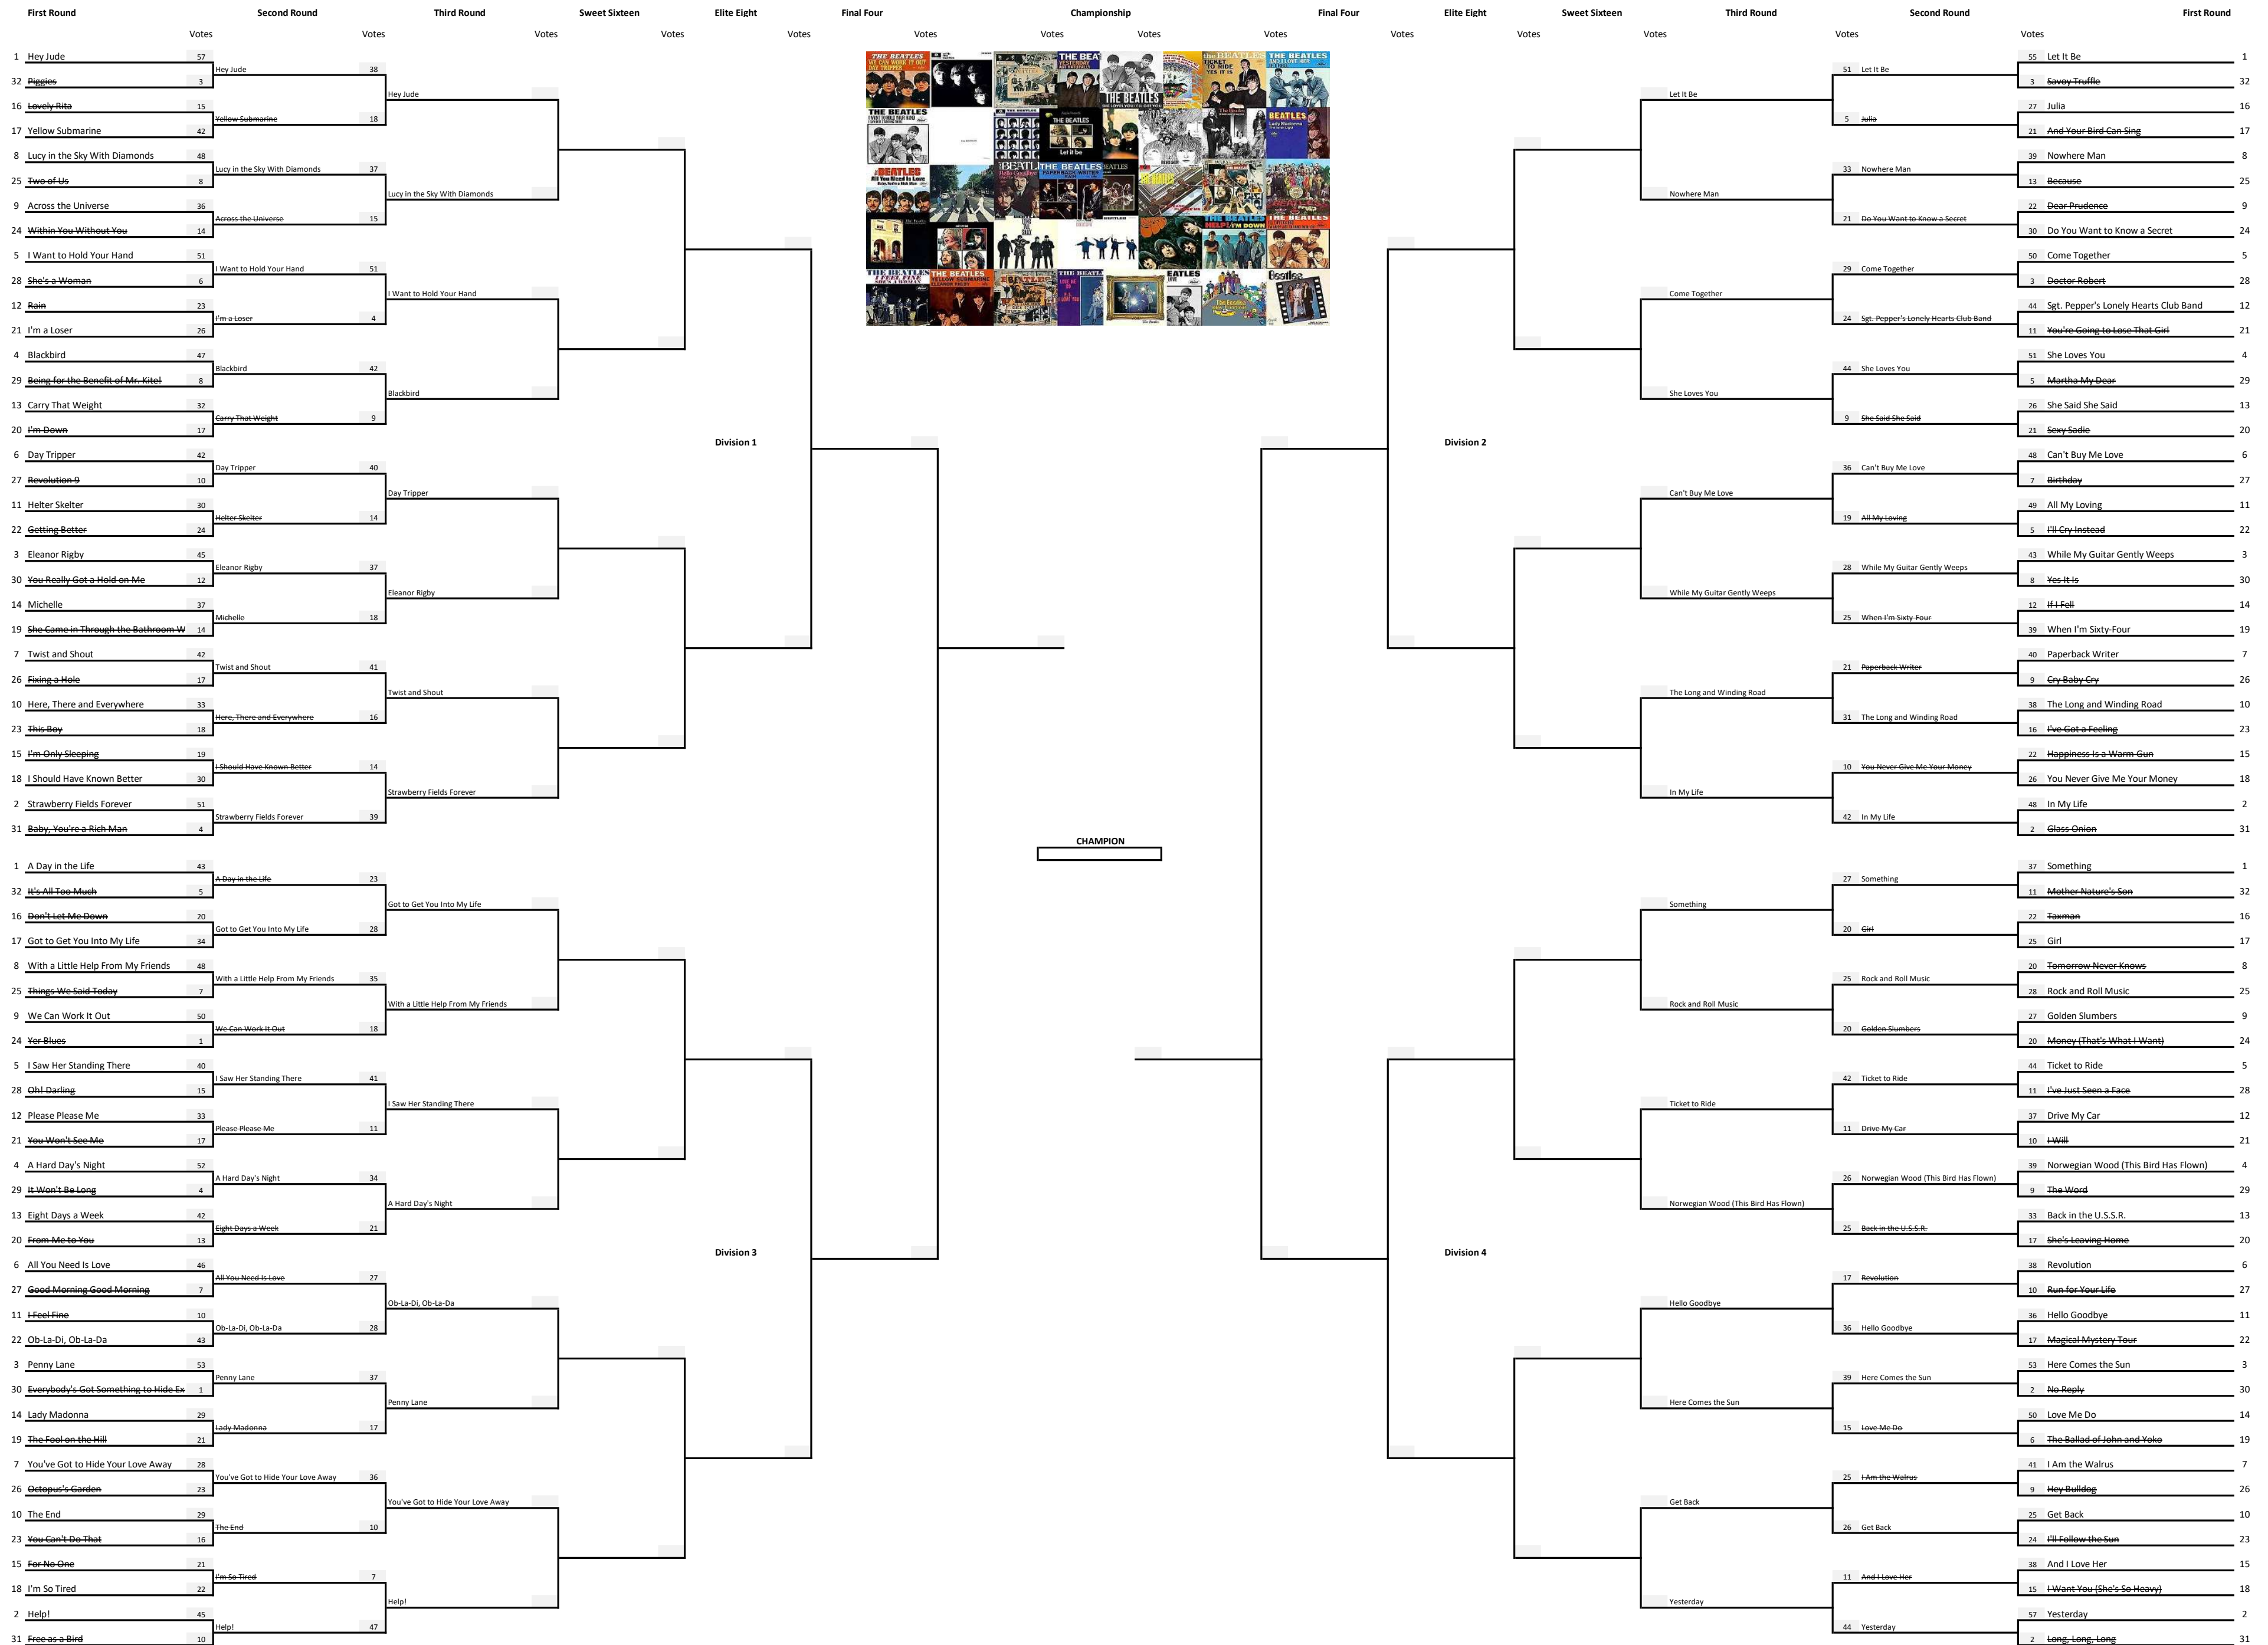 First Round Second Round Third Round Sweet Sixteen Elite Eight Final Four Championship Final Four Elite Eight Sweet Sixteen Third Round Second Round First Round
Votes Votes Votes Votes Votes Votes Votes Votes Votes Votes Votes Votes Votes Votes
1 Hey Jude 57
32 Piggies 3
16 Lovely Rita 15
17 Yellow Submarine 42
8 Lucy in the Sky With Diamonds 48
25 Two of Us 8
9 Across the Universe 36
24 Within You Without You 14
5 I Want to Hold Your Hand 51
28 She's a Woman 6
12 Rain 23
21 I'm a Loser 26
4 Blackbird 47
29 Being for the Benefit of Mr. Kite! 8
13 Carry That Weight 32
20 I'm Down 17
6 Day Tripper 42
27 Revolution 9 10
11 Helter Skelter 30
22 Getting Better 24
3 Eleanor Rigby 45
30 You Really Got a Hold on Me 12
14 Michelle 37
19 She Came in Through the Bathroom W 14
7 Twist and Shout 42
26 Fixing a Hole 17
10 Here, There and Everywhere 33
23 This Boy 18
15 I'm Only Sleeping 19
18 I Should Have Known Better 30
2 Strawberry Fields Forever 51
31 Baby, You're a Rich Man 4
Hey Jude 38
Yellow Submarine 18
Lucy in the Sky With Diamonds 37
Across the Universe 15
I Want to Hold Your Hand 51
I'm a Loser 4
Blackbird 42
Carry That Weight 9
Day Tripper 40
Helter Skelter 14
Eleanor Rigby 37
Michelle 18
Twist and Shout 41
Here, There and Everywhere 16
I Should Have Known Better 14
Strawberry Fields Forever 39
Hey Jude
Lucy in the Sky With Diamonds
I Want to Hold Your Hand
Blackbird
Day Tripper
Eleanor Rigby
Twist and Shout
Strawberry Fields Forever
Division 1
1 A Day in the Life 43
32 It's All Too Much 5
16 Don't Let Me Down 20
17 Got to Get You Into My Life 34
8 With a Little Help From My Friends 48
25 Things We Said Today 7
9 We Can Work It Out 50
24 Yer Blues 1
5 I Saw Her Standing There 40
28 Oh! Darling 15
12 Please Please Me 33
21 You Won't See Me 17
4 A Hard Day's Night 52
29 It Won't Be Long 4
13 Eight Days a Week 42
20 From Me to You 13
6 All You Need Is Love 46
27 Good Morning Good Morning 7
11 I Feel Fine 10
22 Ob-La-Di, Ob-La-Da 43
3 Penny Lane 53
30 Everybody's Got Something to Hide Ex 1
14 Lady Madonna 29
19 The Fool on the Hill 21
7 You've Got to Hide Your Love Away 28
26 Octopus's Garden 23
10 The End 29
23 You Can't Do That 16
15 For No One 21
18 I'm So Tired 22
2 Help! 45
31 Free as a Bird 10
A Day in the Life 23
Got to Get You Into My Life 28
With a Little Help From My Friends 35
We Can Work It Out 18
I Saw Her Standing There 41
Please Please Me 11
A Hard Day's Night 34
Eight Days a Week 21
All You Need Is Love 27
Ob-La-Di, Ob-La-Da 28
Penny Lane 37
Lady Madonna 17
You've Got to Hide Your Love Away 36
The End 10
I'm So Tired 7
Help! 47
Got to Get You Into My Life
With a Little Help From My Friends
I Saw Her Standing There
A Hard Day's Night
Ob-La-Di, Ob-La-Da
Penny Lane
You've Got to Hide Your Love Away
Help!
Division 3
CHAMPION
Division 2
Let It Be
Nowhere Man
Come Together
She Loves You
Can't Buy Me Love
While My Guitar Gently Weeps
The Long and Winding Road
In My Life
51 Let It Be
5 Julia
33 Nowhere Man
21 Do You Want to Know a Secret
29 Come Together
24 Sgt. Pepper's Lonely Hearts Club Band
44 She Loves You
9 She Said She Said
36 Can't Buy Me Love
19 All My Loving
28 While My Guitar Gently Weeps
25 When I'm Sixty-Four
21 Paperback Writer
31 The Long and Winding Road
10 You Never Give Me Your Money
42 In My Life
55 Let It Be 1
3 Savoy Truffle 32
27 Julia 16
21 And Your Bird Can Sing 17
39 Nowhere Man 8
13 Because 25
22 Dear Prudence 9
30 Do You Want to Know a Secret 24
50 Come Together 5
3 Doctor Robert 28
44 Sgt. Pepper's Lonely Hearts Club Band 12
11 You're Going to Lose That Girl 21
51 She Loves You 4
5 Martha My Dear 29
26 She Said She Said 13
21 Sexy Sadie 20
48 Can't Buy Me Love 6
7 Birthday 27
49 All My Loving 11
5 I'll Cry Instead 22
43 While My Guitar Gently Weeps 3
8 Yes It Is 30
12 If I Fell 14
39 When I'm Sixty-Four 19
40 Paperback Writer 7
9 Cry Baby Cry 26
38 The Long and Winding Road 10
16 I've Got a Feeling 23
22 Happiness Is a Warm Gun 15
26 You Never Give Me Your Money 18
48 In My Life 2
2 Glass Onion 31
Division 4
Something
Rock and Roll Music
Ticket to Ride
Norwegian Wood (This Bird Has Flown)
Hello Goodbye
Here Comes the Sun
Get Back
Yesterday
27 Something
20 Girl
25 Rock and Roll Music
20 Golden Slumbers
42 Ticket to Ride
11 Drive My Car
26 Norwegian Wood (This Bird Has Flown)
25 Back in the U.S.S.R.
17 Revolution
36 Hello Goodbye
39 Here Comes the Sun
15 Love Me Do
25 I Am the Walrus
26 Get Back
11 And I Love Her
44 Yesterday
37 Something 1
11 Mother Nature's Son 32
22 Taxman 16
25 Girl 17
20 Tomorrow Never Knows 8
28 Rock and Roll Music 25
27 Golden Slumbers 9
20 Money (That's What I Want) 24
44 Ticket to Ride 5
11 I've Just Seen a Face 28
37 Drive My Car 12
10 I Will 21
39 Norwegian Wood (This Bird Has Flown) 4
9 The Word 29
33 Back in the U.S.S.R. 13
17 She's Leaving Home 20
38 Revolution 6
10 Run for Your Life 27
36 Hello Goodbye 11
17 Magical Mystery Tour 22
53 Here Comes the Sun 3
2 No Reply 30
50 Love Me Do 14
6 The Ballad of John and Yoko 19
41 I Am the Walrus 7
9 Hey Bulldog 26
25 Get Back 10
24 I'll Follow the Sun 23
38 And I Love Her 15
15 I Want You (She's So Heavy) 18
57 Yesterday 2
2 Long, Long, Long 31